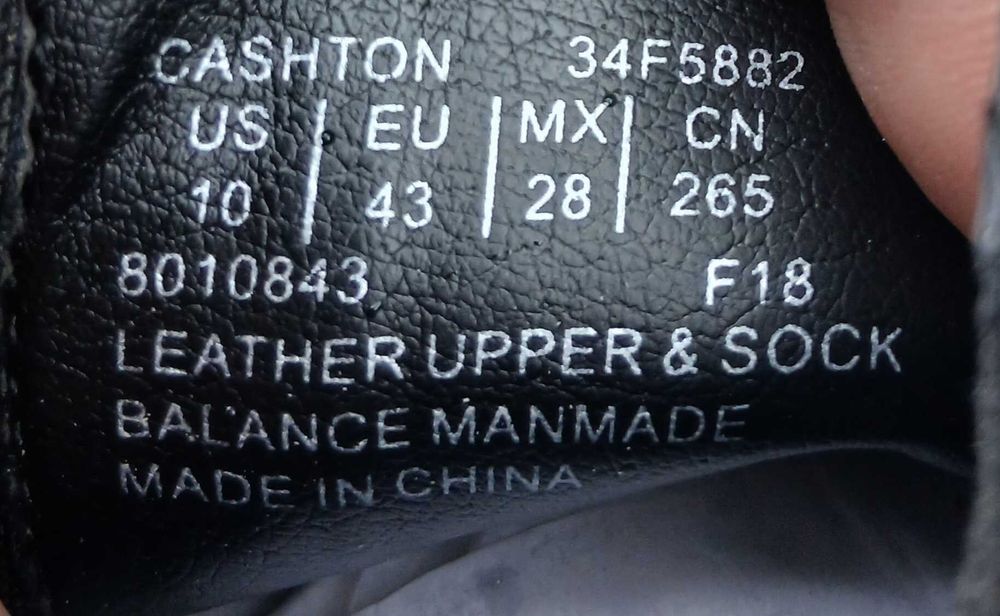 CASHTON 34F5882
US | EU | MX | CN
10 | 43 | 28 | 265
8010843 F18
LEATHER UPPER & SOCK
BALANCE MANMADE
MADE IN CHINA